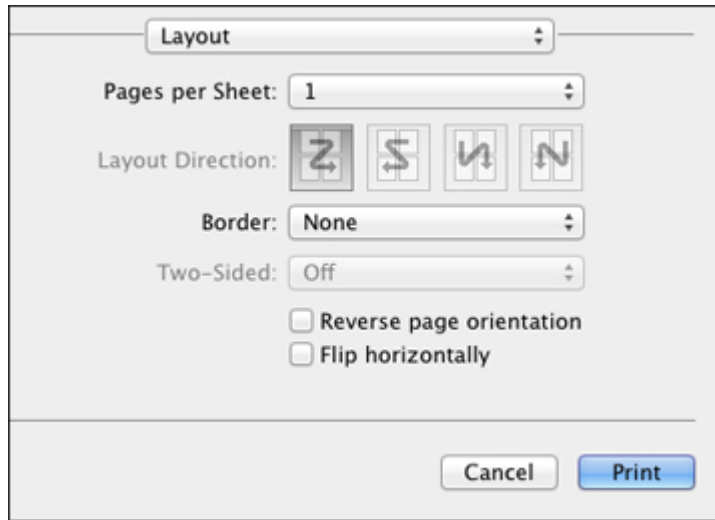 Layout
Pages per Sheet: 1
Layout Direction:
Border: None
Two-Sided: Off
Reverse page orientation
Flip horizontally
Cancel Print